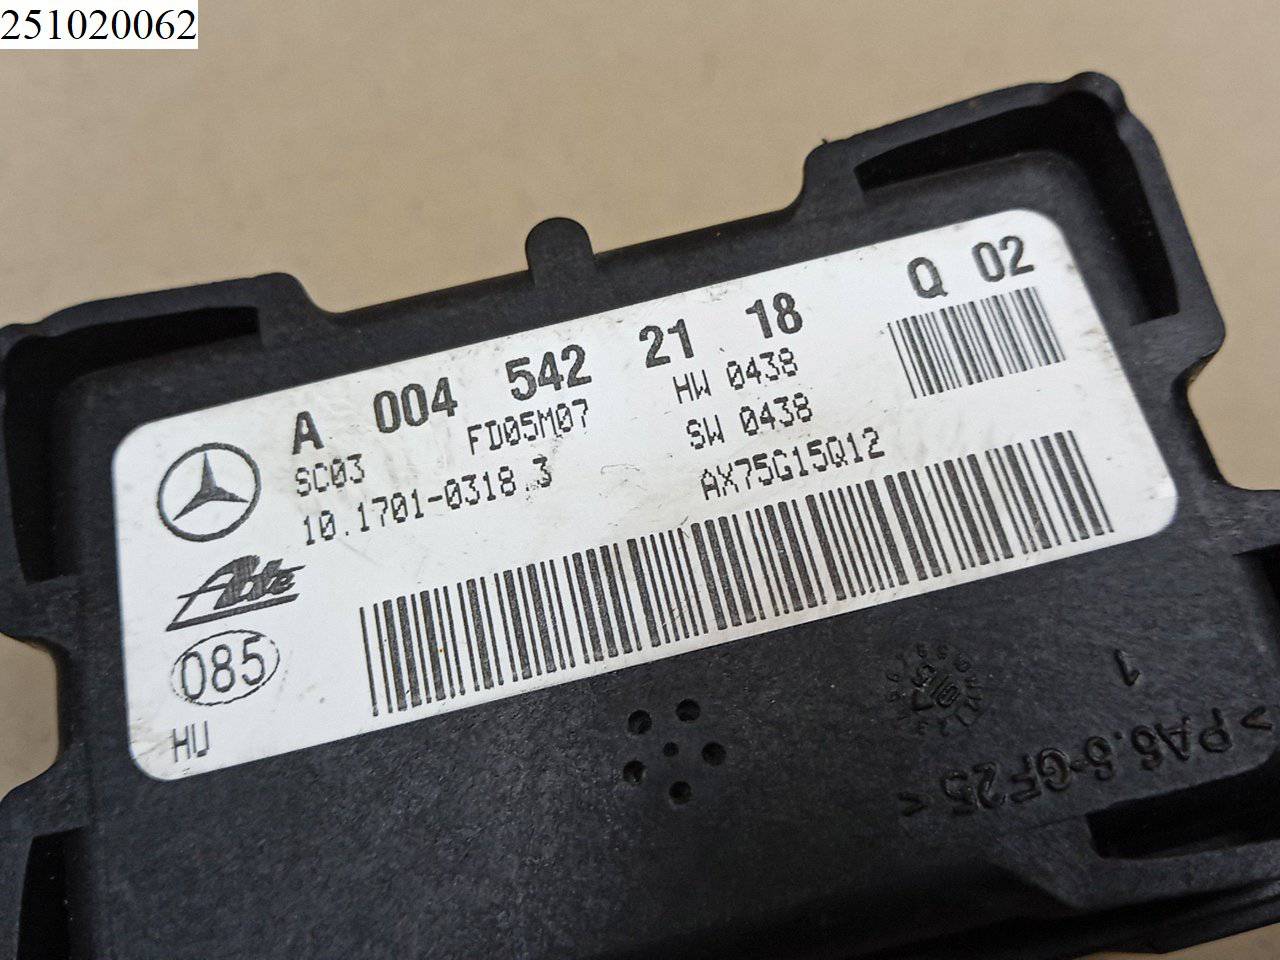 251020062
A 004 542 21 18 Q 02
SC03 FD05M07 HW 0438
10.1701-0318.3 SW 0438
AX75G15Q12
Ate
085
HU
1
>PA6.6-GF25<